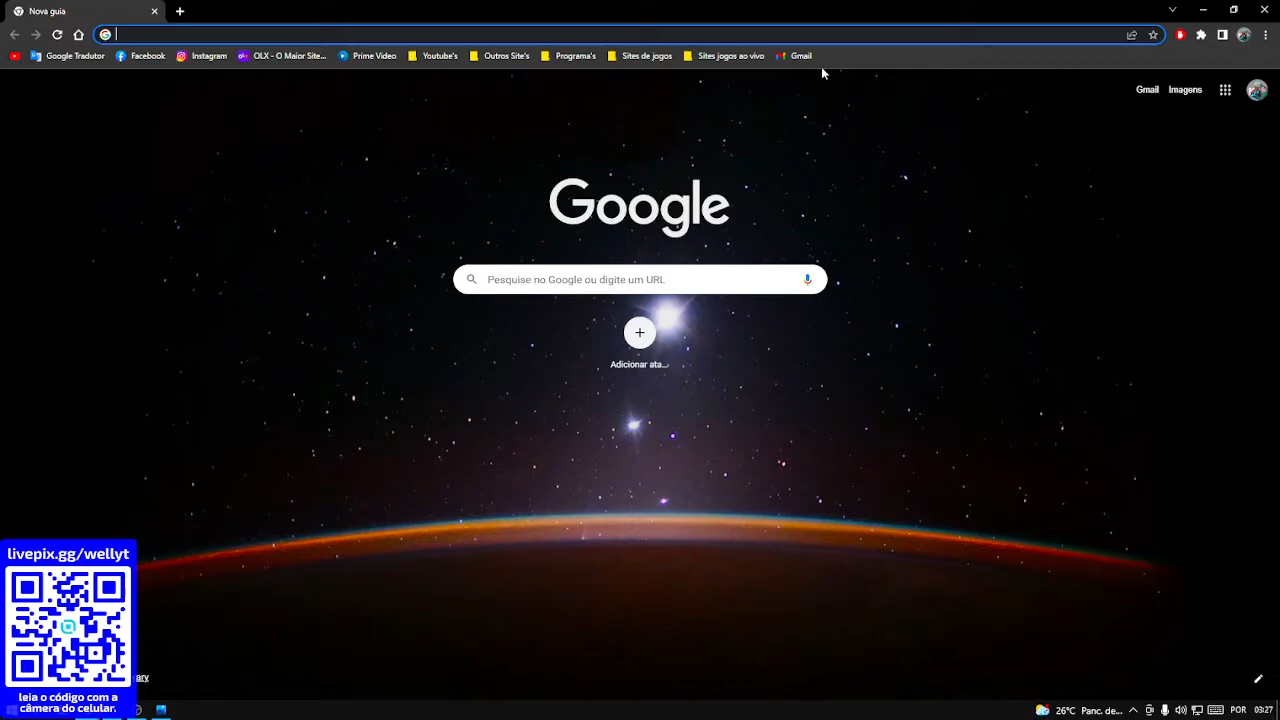 Nova guia
Google Tradutor
Facebook
Instagram
OLX - O Maior Site...
Prime Video
Youtube's
Outros Site's
Programa's
Sites de jogos
Sites jogos ao vivo
Gmail
Gmail
Imagens
Google
Pesquise no Google ou digite um URL
Adicionar ata...
livepix.gg/wellyt
leia o código com a
câmera do celular.
26°C
Panc. de...
POR
03:27